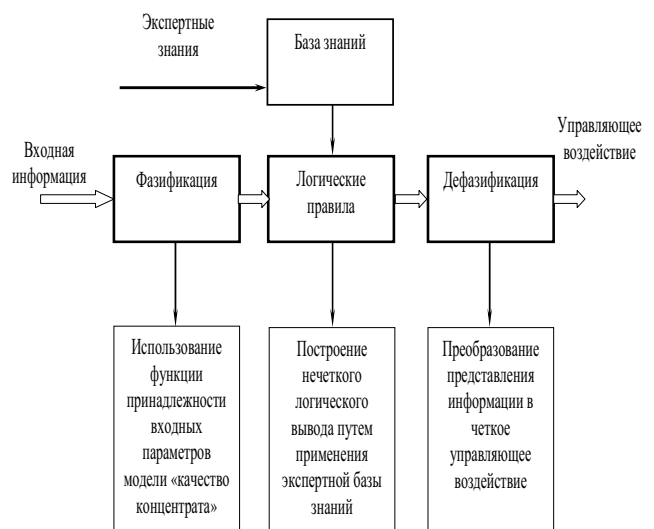 Экспертные
знания
База знаний
Управляющее
воздействие
Входная
информация
Фазификация
Логические
правила
Дефазификация
Использование
функции
принадлежности
входных
параметров
модели «качество
концентрата»
Построение
нечеткого
логического
вывода путем
применения
экспертной базы
знаний
Преобразование
представления
информации в
четкое
управляющее
воздействие